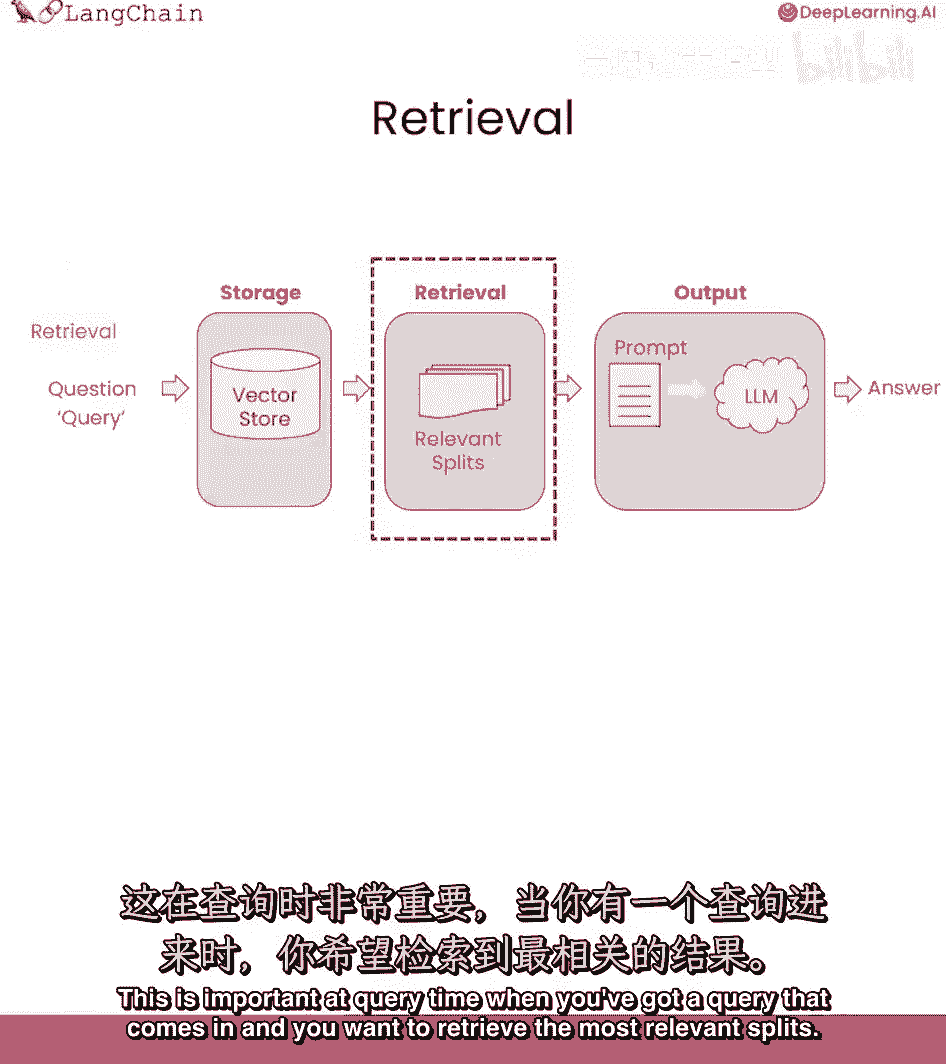 LangChain
DeepLearning.AI
bilibili
Retrieval
Storage
Retrieval
Output
Retrieval
Question
'Query'
Vector
Store
Relevant
Splits
Prompt
LLM
Answer
这在查询时非常重要，当你有一个查询进
来时，你希望检索到最相关的结果。
This is important at query time when you've got a query that
comes in and you want to retrieve the most relevant splits.